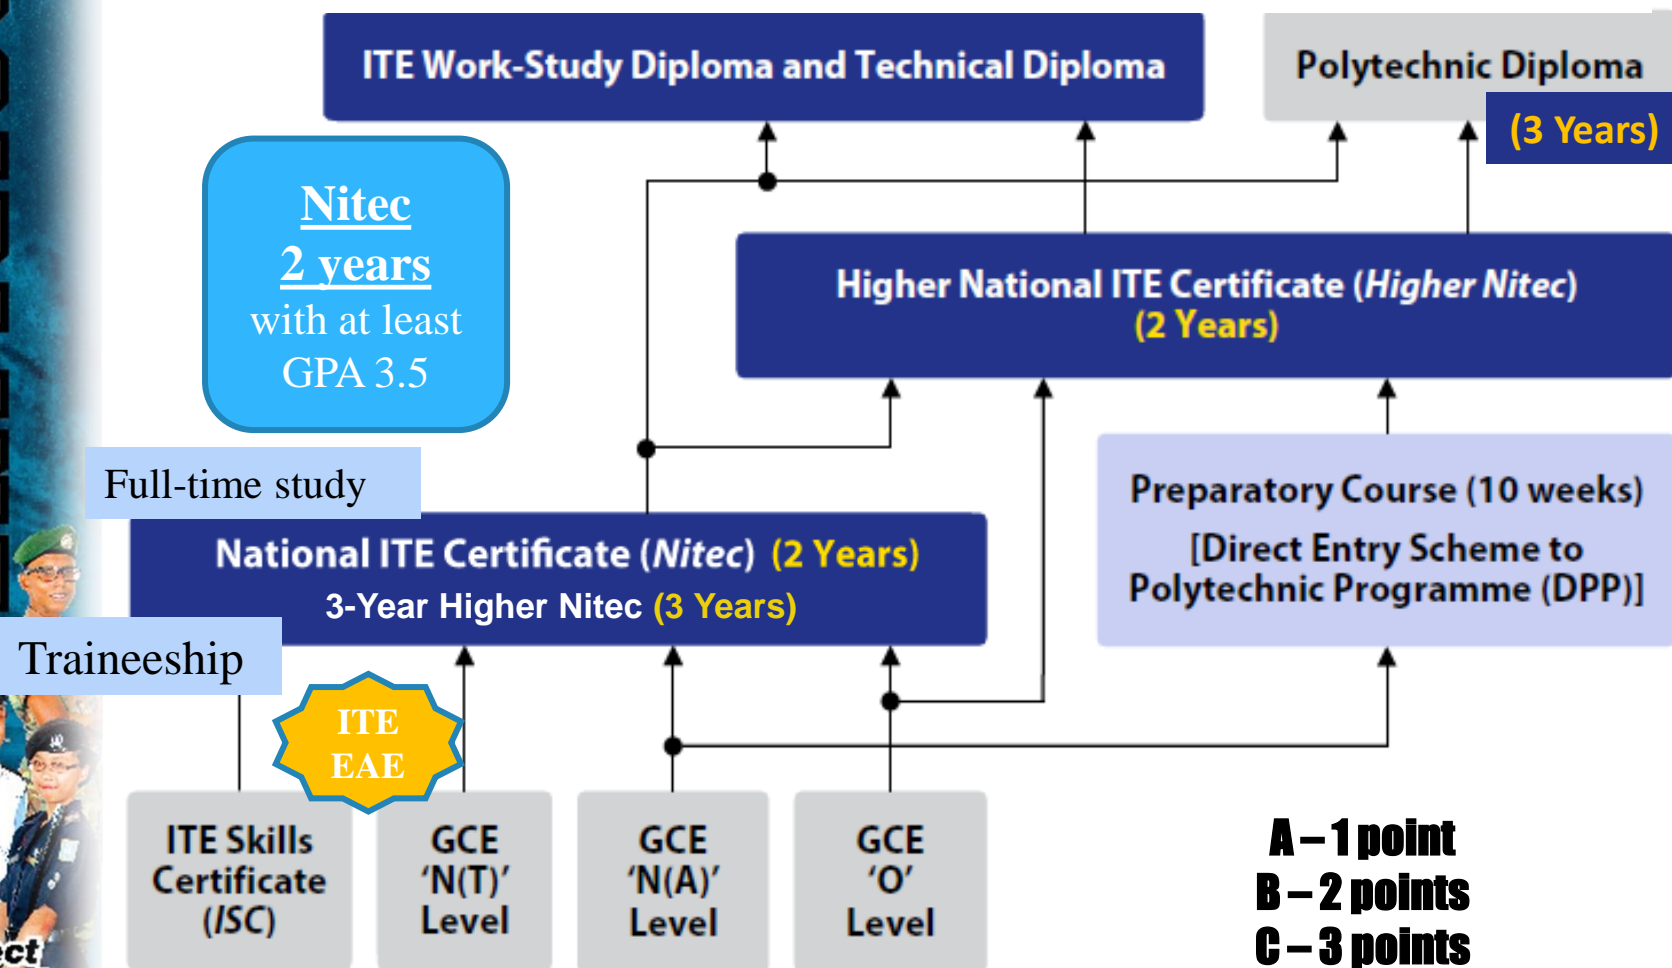 ITE Work-Study Diploma and Technical Diploma
Polytechnic Diploma
(3 Years)
Nitec
2 years
with at least
GPA 3.5
Higher National ITE Certificate (Higher Nitec)
(2 Years)
Full-time study
National ITE Certificate (Nitec) (2 Years)
3-Year Higher Nitec (3 Years)
Preparatory Course (10 weeks)
[Direct Entry Scheme to
Polytechnic Programme (DPP)]
Traineeship
ITE
EAE
ITE Skills
Certificate
(ISC)
GCE
‘N(T)’
Level
GCE
‘N(A)’
Level
GCE
‘O’
Level
A – 1 point
B – 2 points
C – 3 points